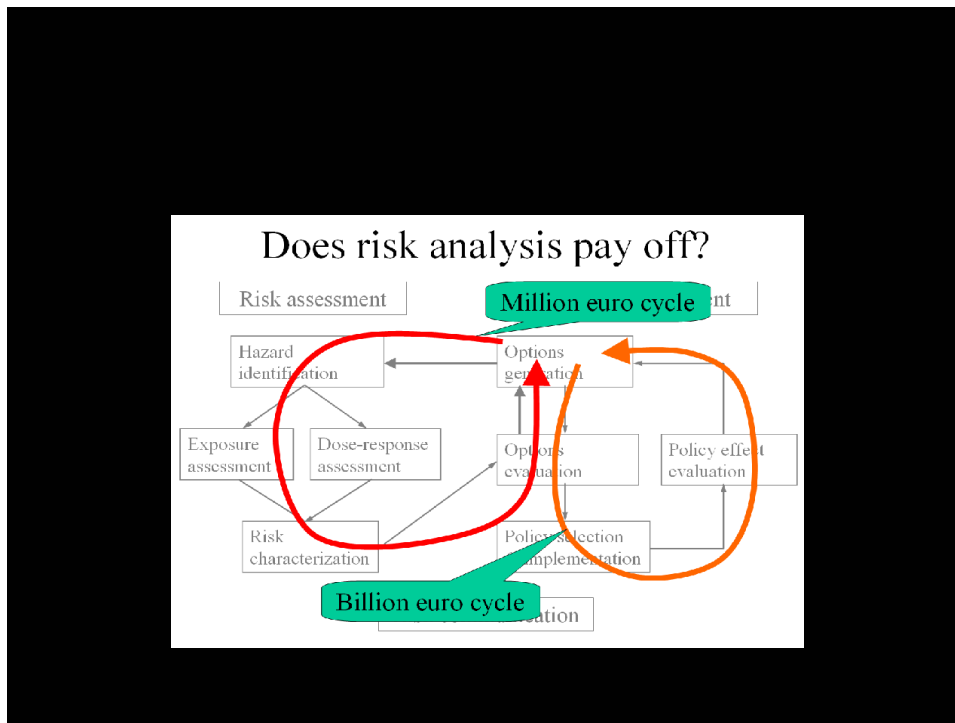 Does risk analysis pay off?
Risk assessment
Million euro cycle
Hazard
identification
Options
generation
Exposure
assessment
Dose-response
assessment
Options
evaluation
Policy effect
evaluation
Risk
characterization
Policy selection
implementation
Billion euro cycle